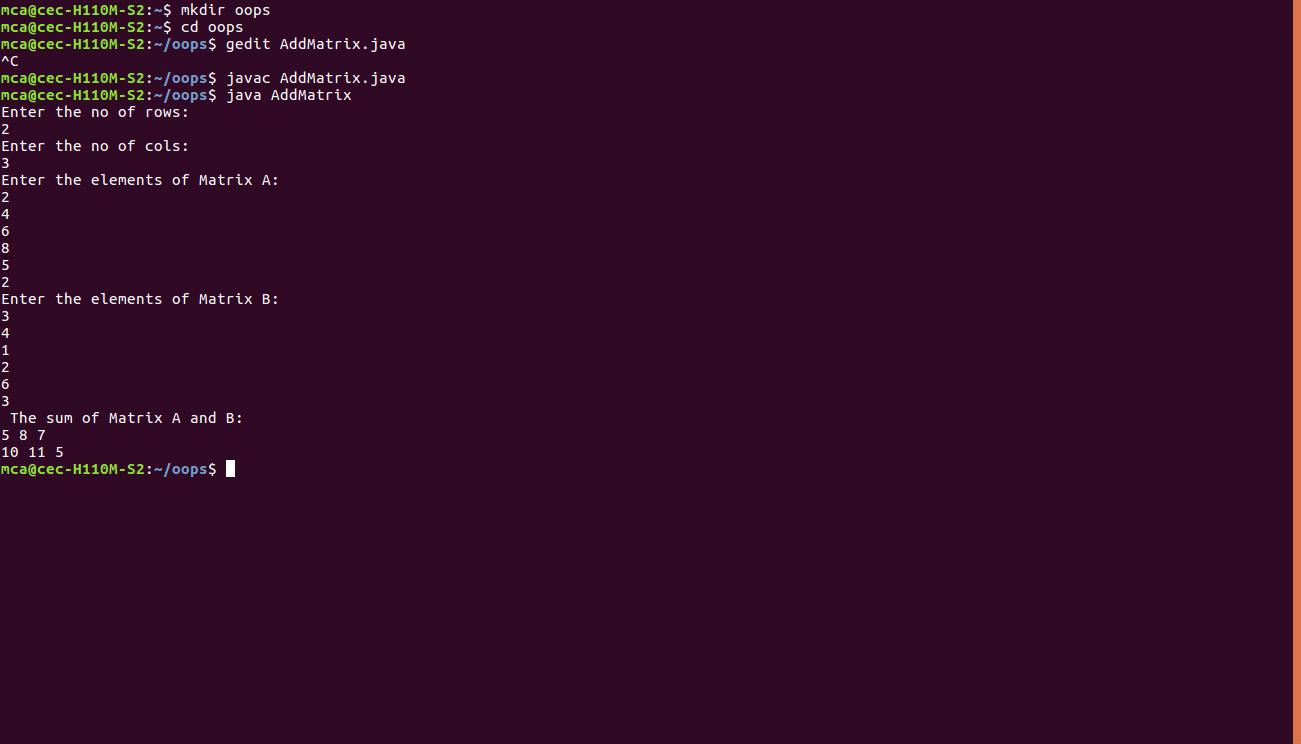 mca@cec-H110M-S2:~$ mkdir oops
mca@cec-H110M-S2:~$ cd oops
mca@cec-H110M-S2:~/oops$ gedit AddMatrix.java
^C
mca@cec-H110M-S2:~/oops$ javac AddMatrix.java
mca@cec-H110M-S2:~/oops$ java AddMatrix
Enter the no of rows:
2
Enter the no of cols:
3
Enter the elements of Matrix A:
2
4
6
8
5
2
Enter the elements of Matrix B:
3
4
1
2
6
3
 The sum of Matrix A and B:
5 8 7
10 11 5
mca@cec-H110M-S2:~/oops$